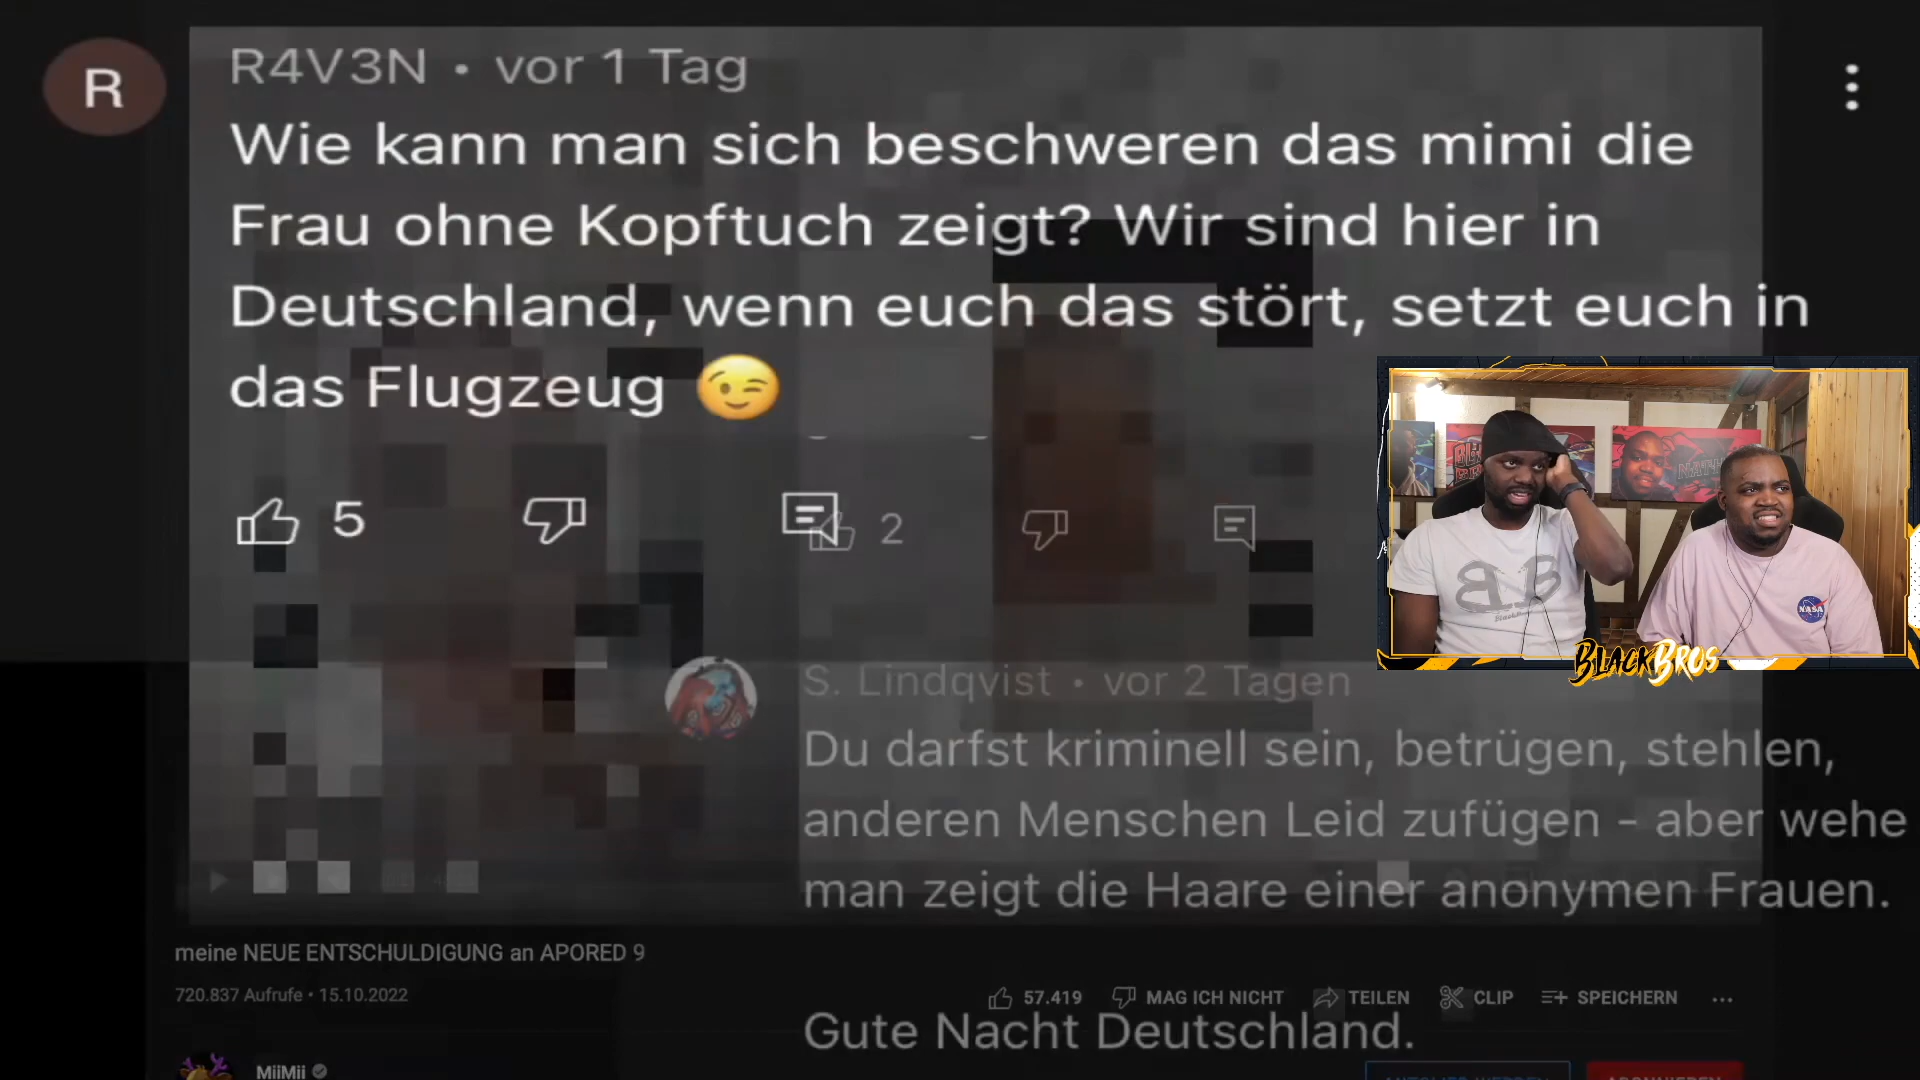 R
R4V3N • vor 1 Tag
Wie kann man sich beschweren das mimi die
Frau ohne Kopftuch zeigt? Wir sind hier in
Deutschland, wenn euch das stört, setzt euch in
das Flugzeug 😉
5
2
NASA
BLACKBROS
S. Lindqvist • vor 2 Tagen
Du darfst kriminell sein, betrügen, stehlen,
anderen Menschen Leid zufügen - aber wehe
man zeigt die Haare einer anonymen Frauen.
Gute Nacht Deutschland.
meine NEUE ENTSCHULDIGUNG an APORED 9
720.837 Aufrufe • 15.10.2022
57.419 MAG ICH NICHT TEILEN CLIP SPEICHERN
MiiMii